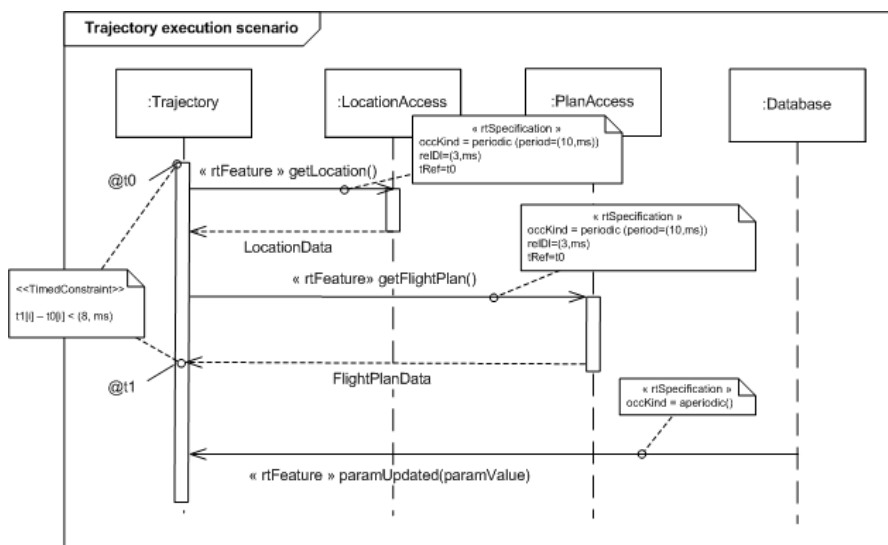 Trajectory execution scenario
:Trajectory
:LocationAccess
:PlanAccess
:Database
« rtSpecification »
occKind = periodic (period=(10,ms))
relDl=(3,ms)
tRef=t0
@t0
« rtFeature » getLocation()
« rtSpecification »
occKind = periodic (period=(10,ms))
relDl=(3,ms)
tRef=t0
LocationData
« rtFeature» getFlightPlan()
<<TimedConstraint>>
t1[i] – t0[i] < (8, ms)
@t1
FlightPlanData
« rtSpecification »
occKind = aperiodic()
« rtFeature » paramUpdated(paramValue)